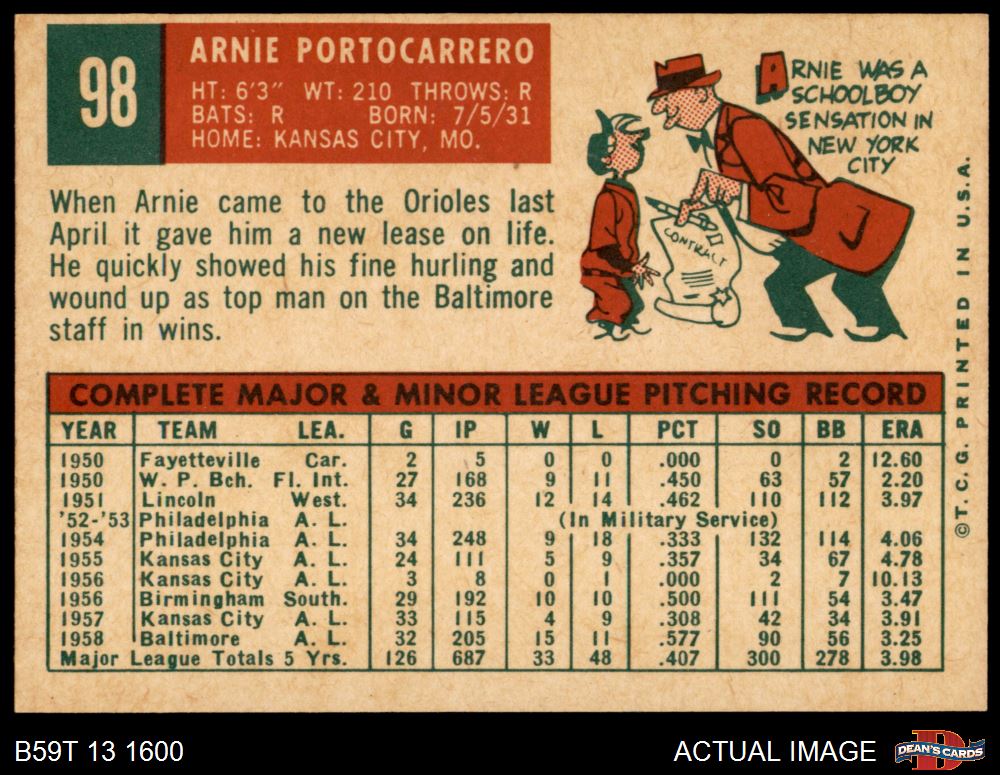 98
ARNIE PORTOCARRERO
HT: 6'3" WT: 210 THROWS: R
BATS: R BORN: 7/5/31
HOME: KANSAS CITY, MO.
ARNIE WAS A
SCHOOLBOY
SENSATION IN
NEW YORK
CITY
CONTRACT
When Arnie came to the Orioles last
April it gave him a new lease on life.
He quickly showed his fine hurling and
wound up as top man on the Baltimore
staff in wins.
COMPLETE MAJOR & MINOR LEAGUE PITCHING RECORD
YEAR TEAM LEA. G IP W L PCT SO BB ERA
1950 Fayetteville Car. 2 5 0 0 .000 0 2 12.60
1950 W. P. Bch. Fl. Int. 27 168 9 11 .450 63 57 2.20
1951 Lincoln West. 34 236 12 14 .462 110 112 3.97
'52-'53 Philadelphia A. L. (In Military Service)
1954 Philadelphia A. L. 34 248 9 18 .333 132 114 4.06
1955 Kansas City A. L. 24 111 5 9 .357 34 67 4.78
1956 Kansas City A. L. 3 8 0 1 .000 2 7 10.13
1956 Birmingham South. 29 192 10 10 .500 111 54 3.47
1957 Kansas City A. L. 33 115 4 9 .308 42 34 3.91
1958 Baltimore A. L. 32 205 15 11 .577 90 56 3.25
Major League Totals 5 Yrs. 126 687 33 48 .407 300 278 3.98
©T. C. G. PRINTED IN U.S.A.
B59T 13 1600
ACTUAL IMAGE
D
DEAN'S CARDS